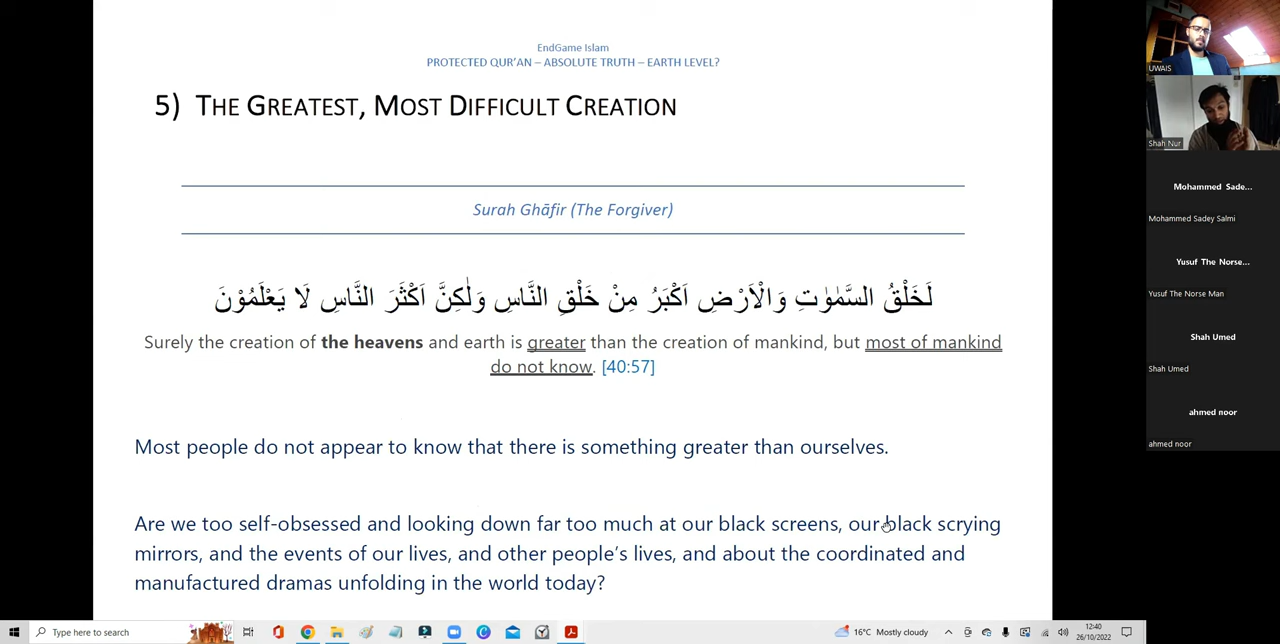 EndGame Islam
PROTECTED QUR'AN – ABSOLUTE TRUTH – EARTH LEVEL?
5) THE GREATEST, MOST DIFFICULT CREATION
Surah Ghāfir (The Forgiver)
لَخَلْقُ السَّمٰوٰتِ وَالْاَرْضِ اَكْبَرُ مِنْ خَلْقِ النَّاسِ وَلٰكِنَّ اَكْثَرَ النَّاسِ لَا يَعْلَمُوْنَ
Surely the creation of the heavens and earth is greater than the creation of mankind, but most of mankind
do not know. [40:57]
Most people do not appear to know that there is something greater than ourselves.
Are we too self-obsessed and looking down far too much at our black screens, our black scrying
mirrors, and the events of our lives, and other people's lives, and about the coordinated and
manufactured dramas unfolding in the world today?
UWAIS
Shah Nur
Mohammed Sade...
Mohammed Sadey Salmi
Yusuf The Norse...
Yusuf The Norse Man
Shah Umed
Shah Umed
ahmed noor
ahmed noor
Type here to search
16°C Mostly cloudy
12:40
26/10/2022